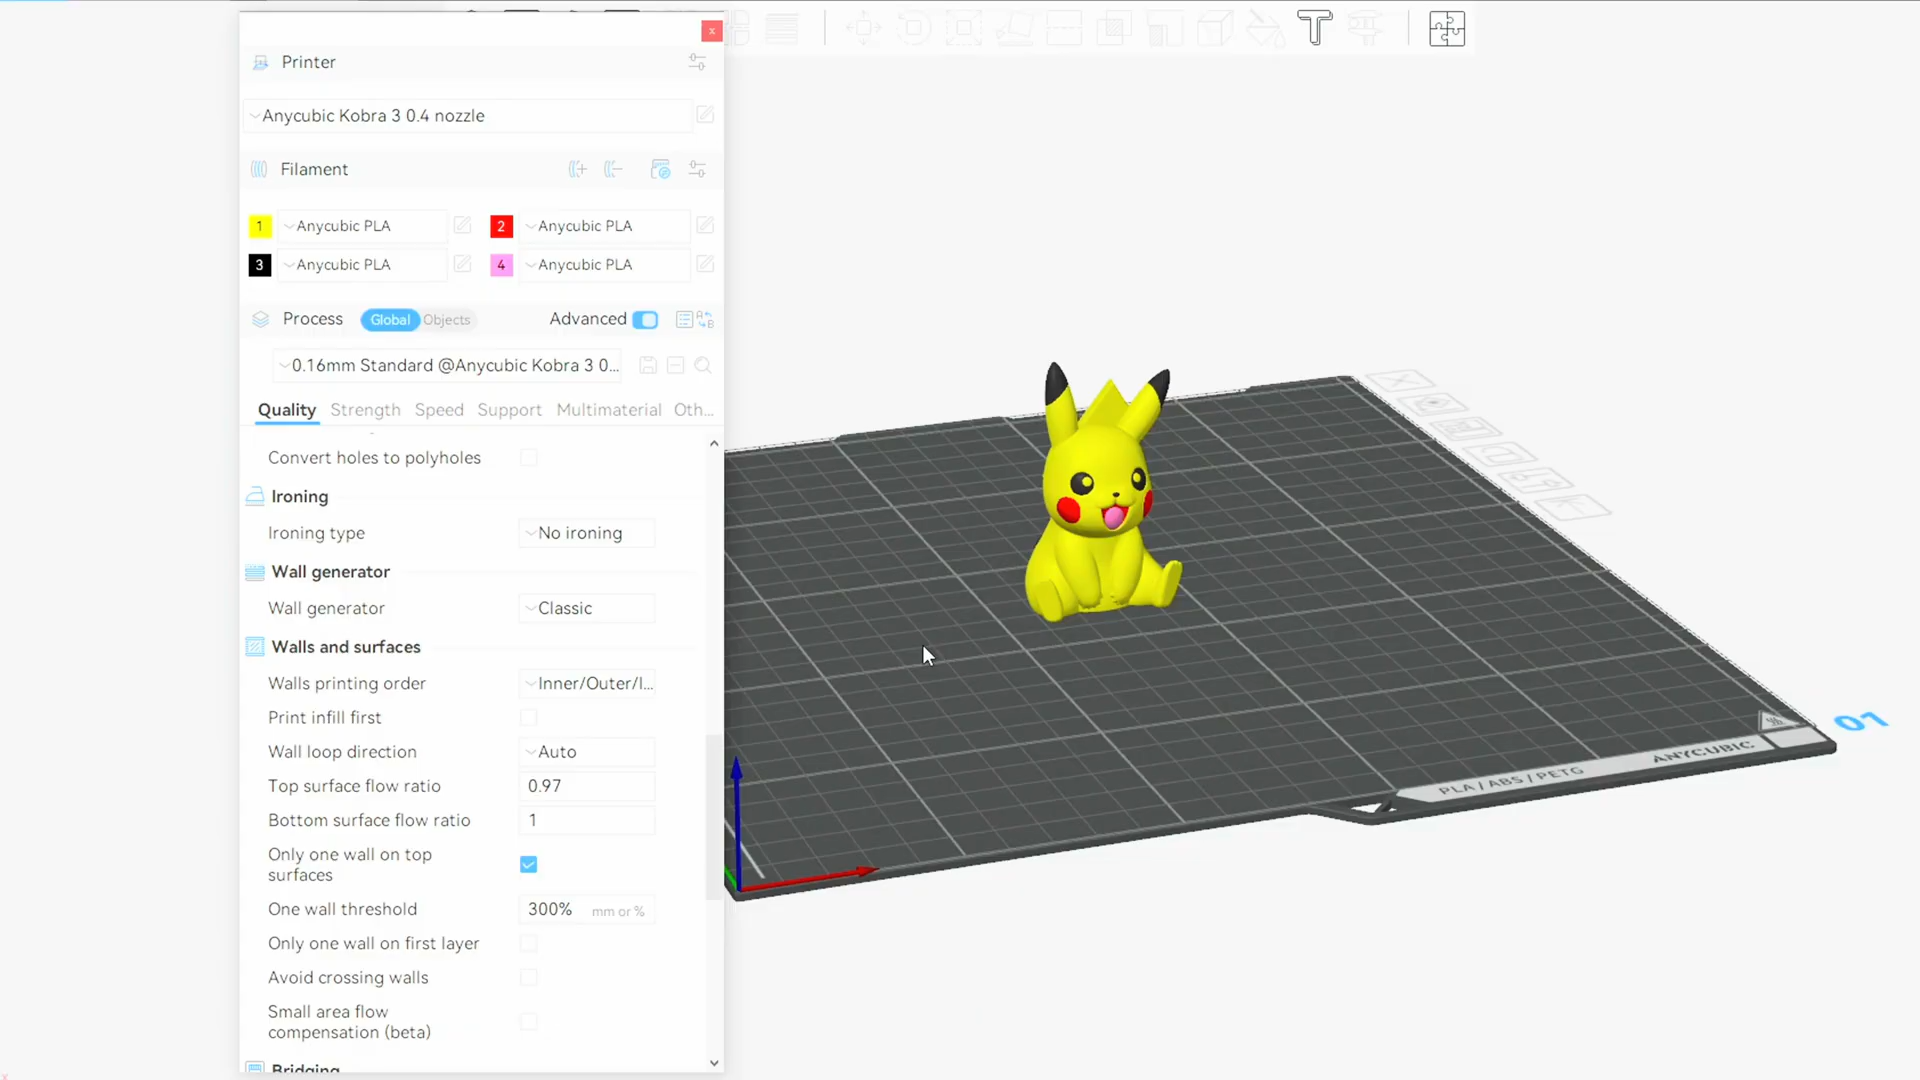 x
Printer
Anycubic Kobra 3 0.4 nozzle
Filament
1 Anycubic PLA 2 Anycubic PLA
3 Anycubic PLA 4 Anycubic PLA
Process Global Objects Advanced
0.16mm Standard @Anycubic Kobra 3 0...
Quality Strength Speed Support Multimaterial Oth...
Convert holes to polyholes
Ironing
Ironing type No ironing
Wall generator
Wall generator Classic
Walls and surfaces
Walls printing order Inner/Outer/I...
Print infill first
Wall loop direction Auto
Top surface flow ratio 0.97
Bottom surface flow ratio 1
Only one wall on top
surfaces
One wall threshold 300% mm or %
Only one wall on first layer
Avoid crossing walls
Small area flow
compensation (beta)
Bridging
01
PLA / ABS / PETG ANYCUBIC